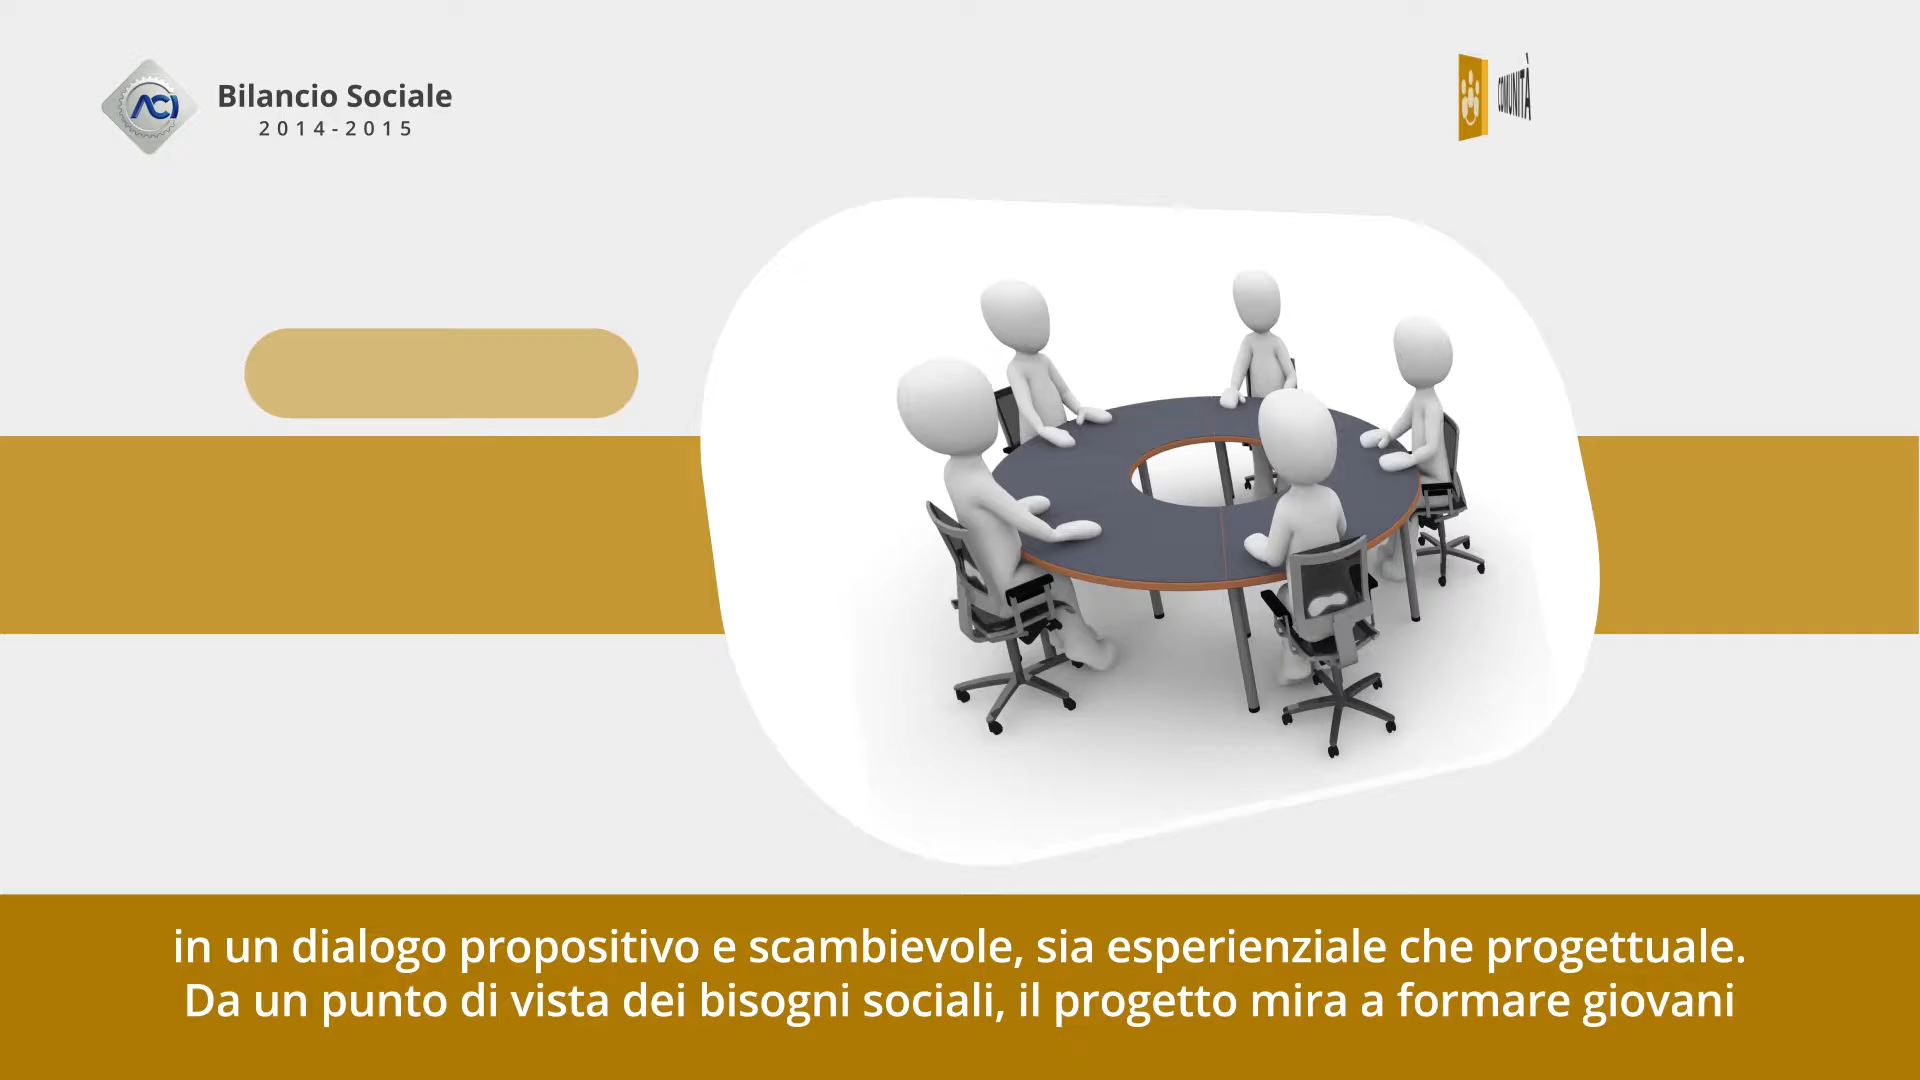 ACI
Bilancio Sociale
2014-2015
COMUNITÀ
in un dialogo propositivo e scambievole, sia esperienziale che progettuale.
Da un punto di vista dei bisogni sociali, il progetto mira a formare giovani